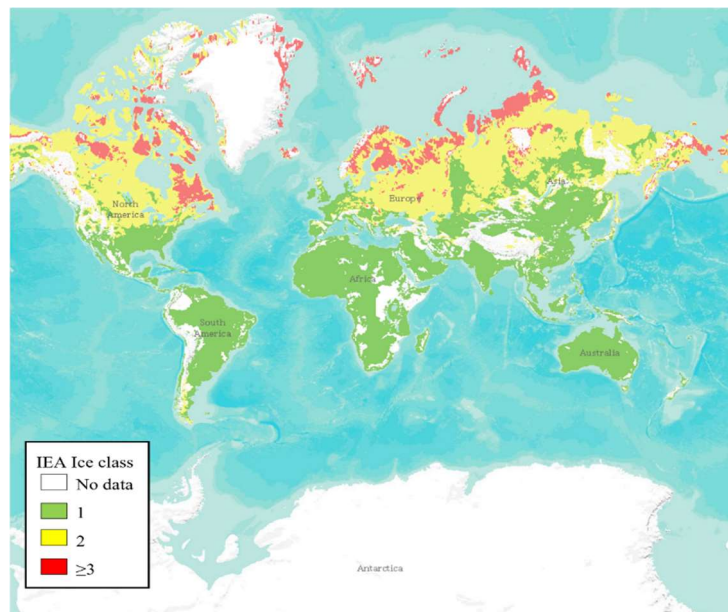 North
America
Europe
Asia
Africa
South
America
Australia
IEA Ice class
No data
1
2
≥3
Antarctica